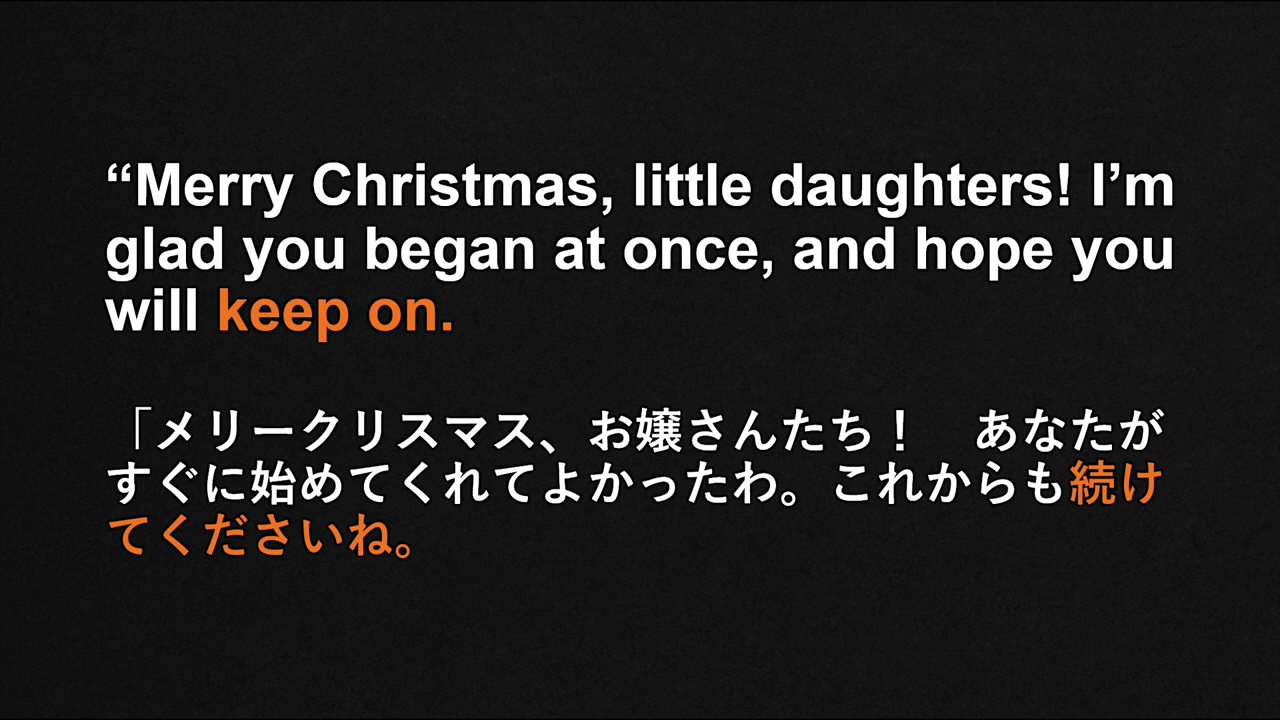 “Merry Christmas, little daughters! I’m
glad you began at once, and hope you
will keep on.
「メリークリスマス、お嬢さんたち！　あなたが
すぐに始めてくれてよかったわ。これからも続け
てくださいね。